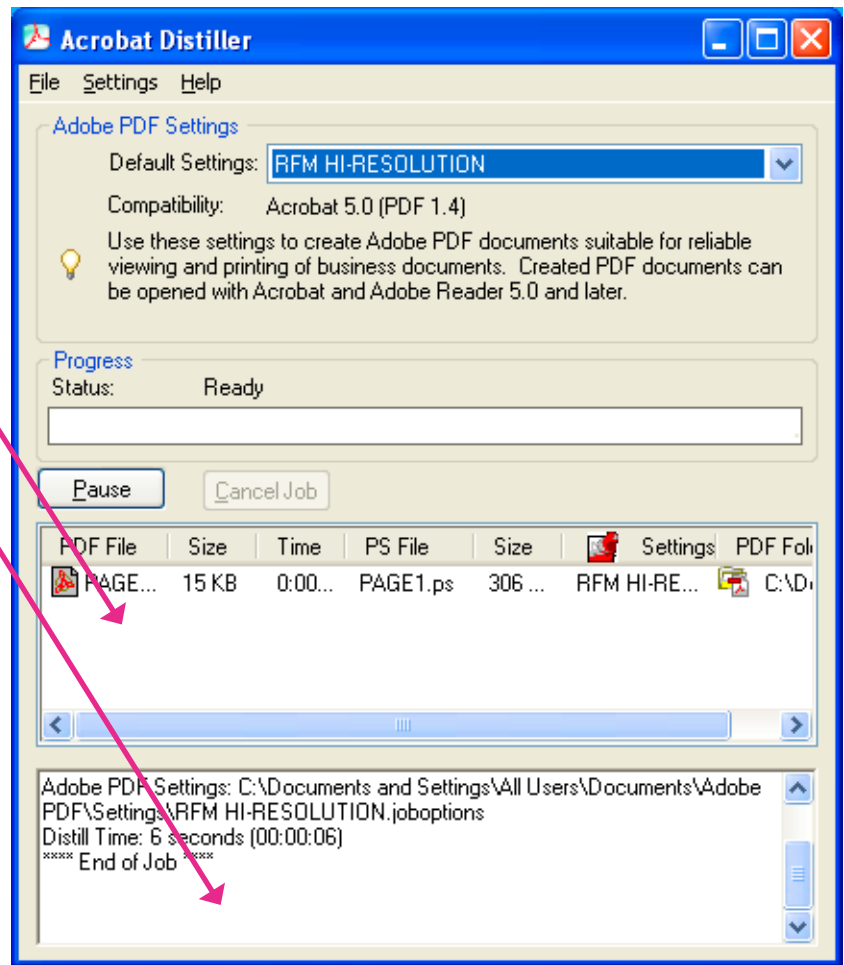 Acrobat Distiller
File Settings Help
Adobe PDF Settings
Default Settings: RFM HI-RESOLUTION
Compatibility: Acrobat 5.0 (PDF 1.4)
Use these settings to create Adobe PDF documents suitable for reliable
viewing and printing of business documents. Created PDF documents can
be opened with Acrobat and Adobe Reader 5.0 and later.
Progress
Status: Ready
Pause Cancel Job
PDF File Size Time PS File Size Settings PDF Fol
PAGE... 15 KB 0:00... PAGE1.ps 306 ... RFM HI-RE... C:\D
Adobe PDF Settings: C:\Documents and Settings\All Users\Documents\Adobe
PDF\Settings\RFM HI-RESOLUTION.joboptions
Distill Time: 6 seconds (00:00:06)
**** End of Job ****